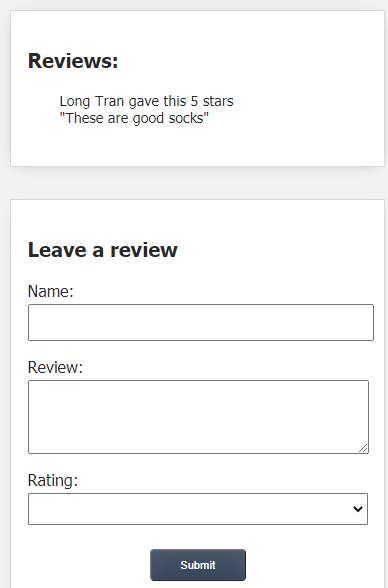 Reviews:
Long Tran gave this 5 stars
"These are good socks"
Leave a review
Name:
Review:
Rating:
Submit